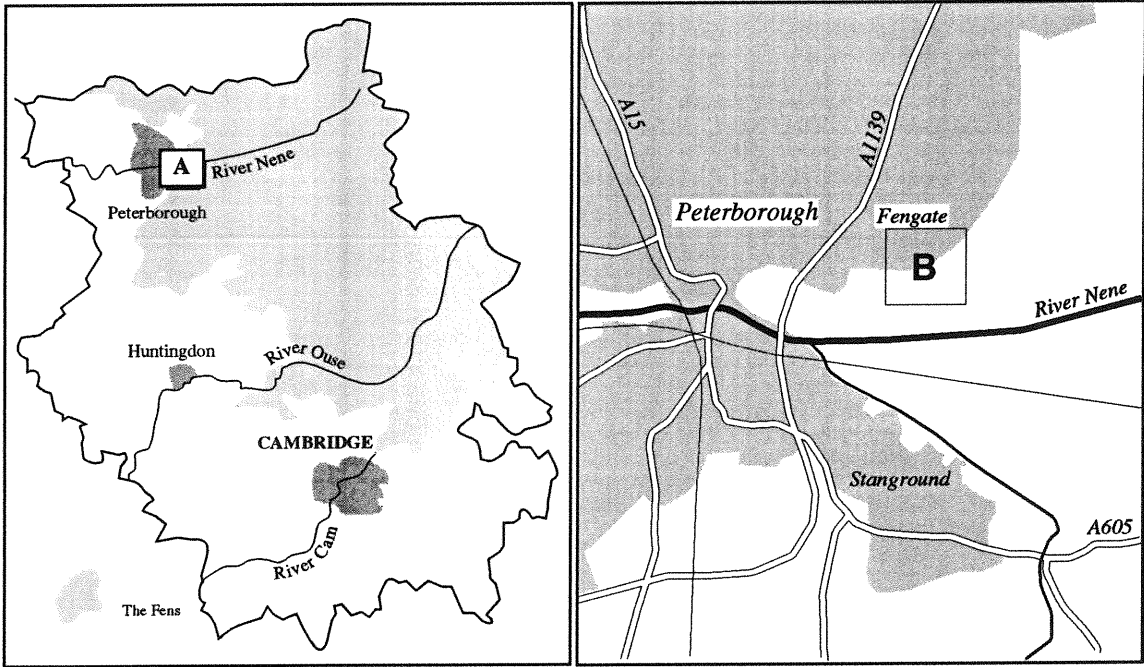 A
River Nene
Peterborough
Huntingdon
River Ouse
CAMBRIDGE
River Cam
The Fens
A15
A1139
Peterborough
Fengate
B
River Nene
Stanground
A605